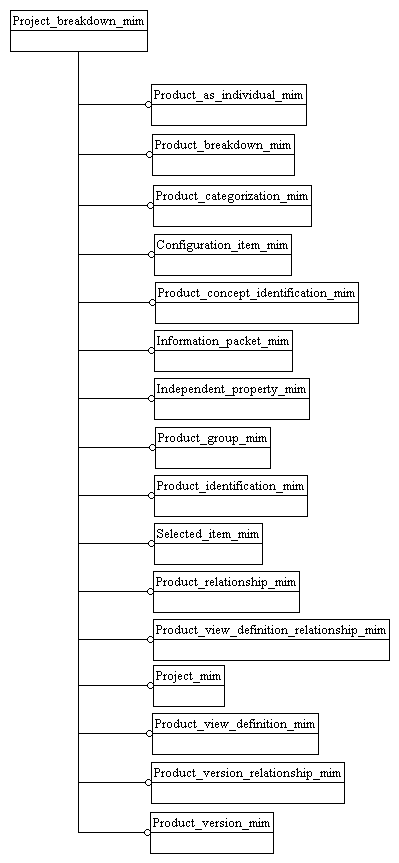 Project_breakdown_mim
Product_as_individual_mim
Product_breakdown_mim
Product_categorization_mim
Configuration_item_mim
Product_concept_identification_mim
Information_packet_mim
Independent_property_mim
Product_group_mim
Product_identification_mim
Selected_item_mim
Product_relationship_mim
Product_view_definition_relationship_mim
Project_mim
Product_view_definition_mim
Product_version_relationship_mim
Product_version_mim